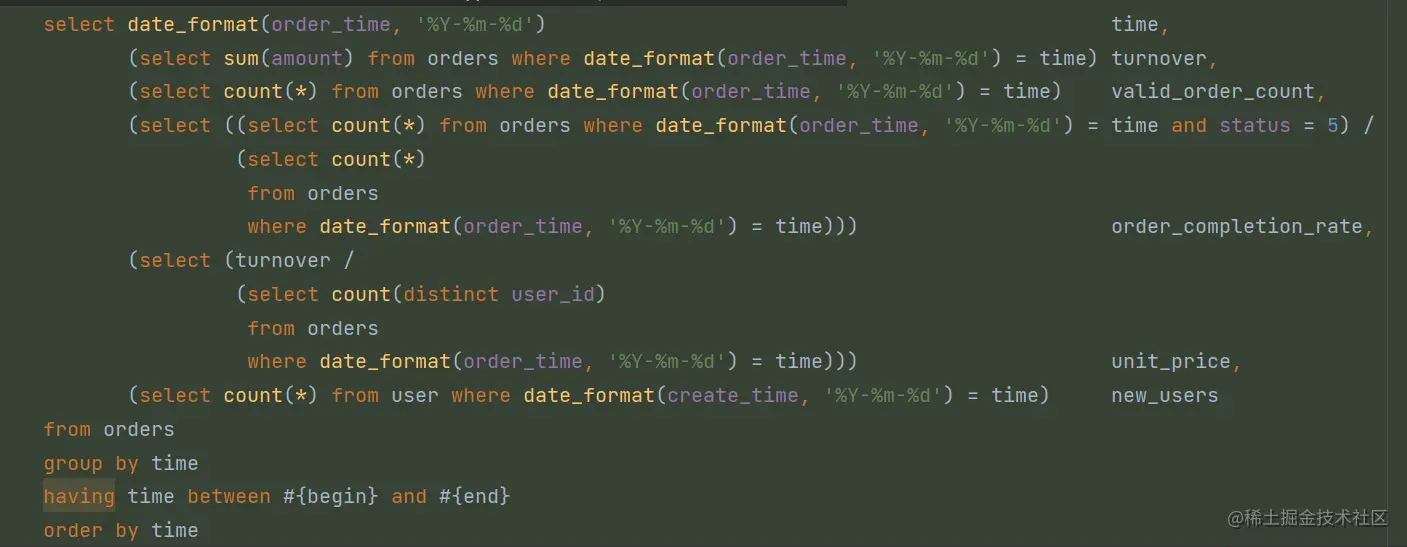 select date_format(order_time, '%Y-%m-%d') time,
(select sum(amount) from orders where date_format(order_time, '%Y-%m-%d') = time) turnover,
(select count(*) from orders where date_format(order_time, '%Y-%m-%d') = time) valid_order_count,
(select ((select count(*) from orders where date_format(order_time, '%Y-%m-%d') = time and status = 5) /
(select count(*)
from orders
where date_format(order_time, '%Y-%m-%d') = time))) order_completion_rate,
(select (turnover /
(select count(distinct user_id)
from orders
where date_format(order_time, '%Y-%m-%d') = time))) unit_price,
(select count(*) from user where date_format(create_time, '%Y-%m-%d') = time) new_users
from orders
group by time
having time between #{begin} and #{end}
order by time
@稀土掘金技术社区